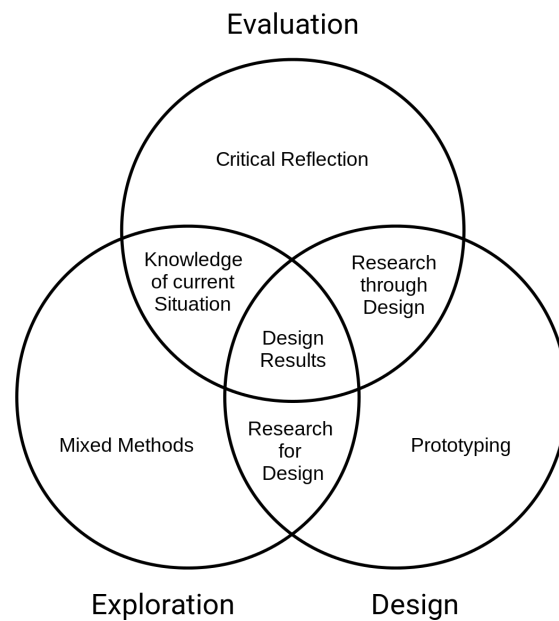 Evaluation
Critical Reflection
Knowledge
of current
Situation
Research
through
Design
Design
Results
Mixed Methods
Research
for
Design
Prototyping
Exploration
Design